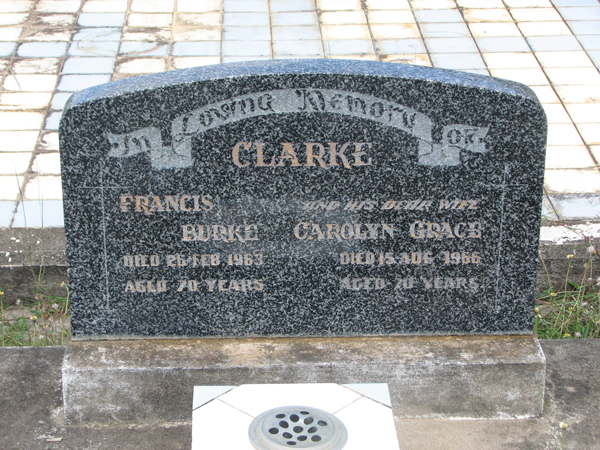 In Loving Memory of
CLARKE
FRANCIS
BURKE
DIED 26 FEB. 1963
AGED 70 YEARS
AND HIS DEAR WIFE
CAROLYN GRACE
DIED 15 AUG. 1966
AGED 70 YEARS